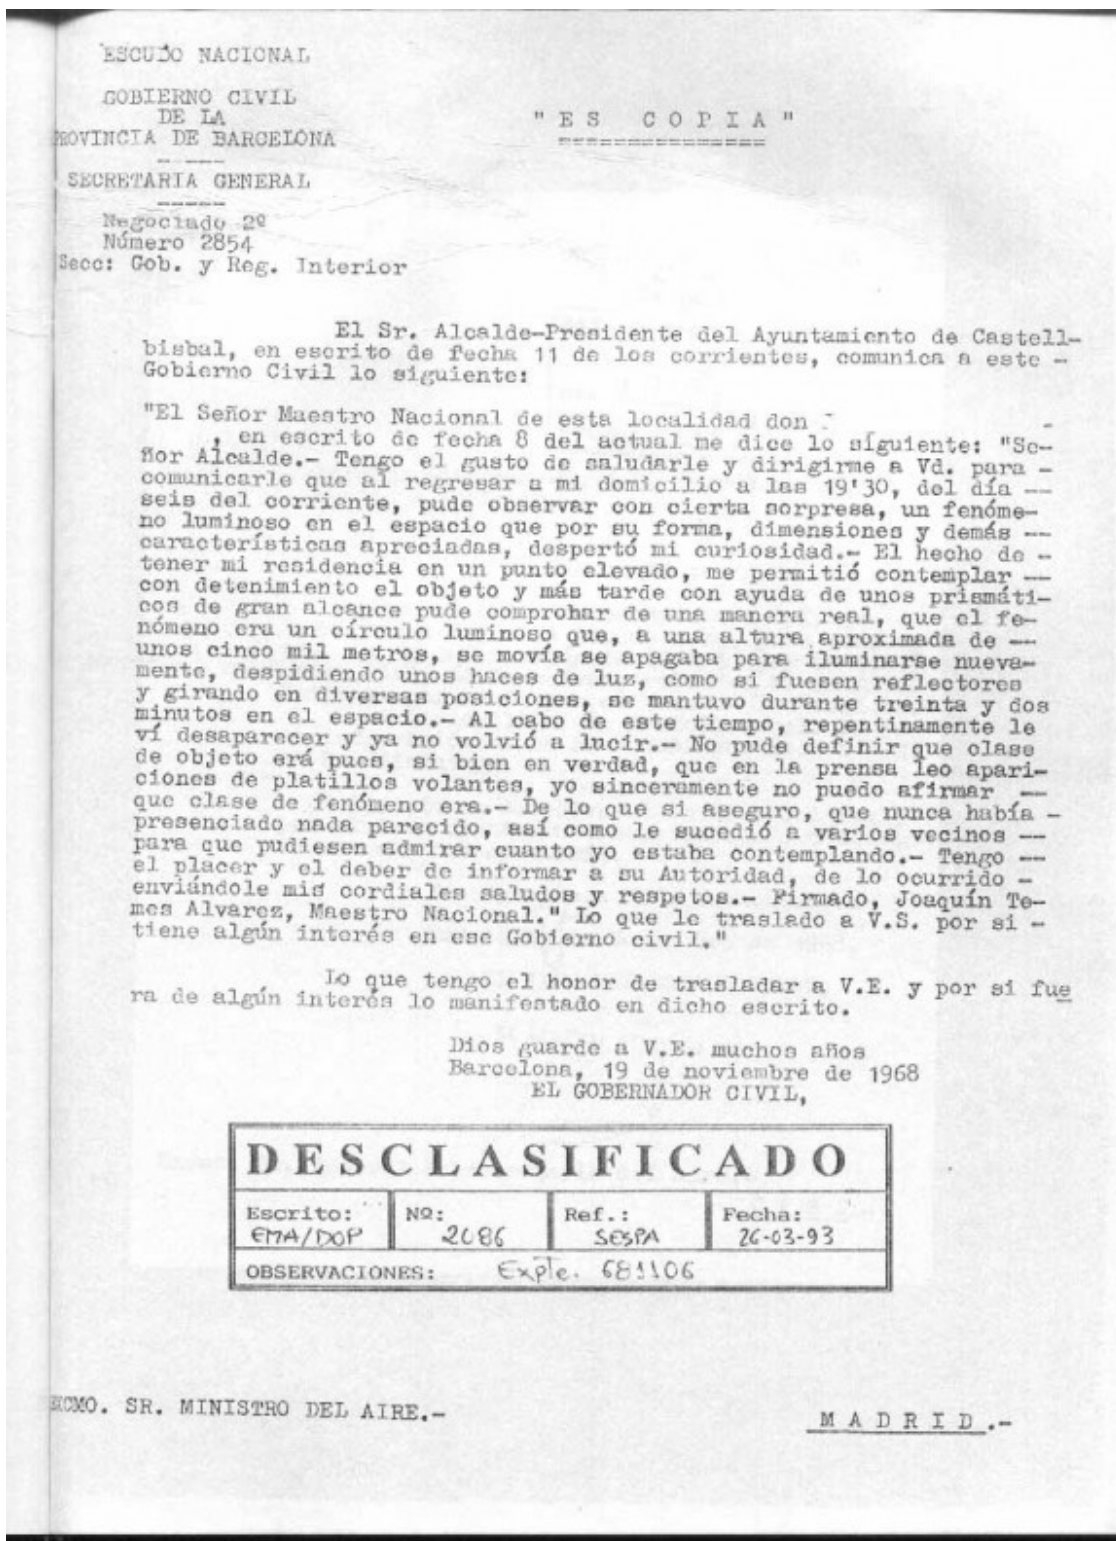 ESCUDO NACIONAL
GOBIERNO CIVIL
DE LA
PROVINCIA DE BARCELONA
"ES COPIA"
SECRETARIA GENERAL
Negociado 2º
Número 2854
Secc: Gob. y Reg. Interior
El Sr. Alcalde-Presidente del Ayuntamiento de Castell-
bisbal, en escrito de fecha 11 de los corrientes, comunica a este -
Gobierno Civil lo siguiente:
"El Señor Maestro Nacional de esta localidad don -
, en escrito de fecha 8 del actual me dice lo síguiente: "Se-
ñor Alcalde.- Tengo el gusto de saludarle y dirigirme a Vd. para -
comunicarle que al regresar a mi domicilio a las 19'30, del día --
seis del corriente, pude observar con cierta sorpresa, un fenóme-
no luminoso en el espacio que por su forma, dimensiones y demás --
características apreciadas, despertó mi curiosidad.- El hecho de -
tener mi residencia en un punto elevado, me permitió contemplar --
con detenimiento el objeto y más tarde con ayuda de unos prismáti-
cos de gran alcance pude comprobar de una manera real, que el fe-
nómeno era un círculo luminoso que, a una altura aproximada de --
unos cinco mil metros, se movía se apagaba para iluminarse nueva-
mente, despidiendo unos haces de luz, como si fuesen reflectores
y girando en diversas posiciones, se mantuvo durante treinta y dos
minutos en el espacio.- Al cabo de este tiempo, repentinamente le
ví desaparecer y ya no volvió a lucir.- No pude definir que clase
de objeto erá pues, si bien en verdad, que en la prensa leo apari-
ciones de platillos volantes, yo sinceramente no puedo afirmar --
que clase de fenómeno era.- De lo que si aseguro, que nunca había -
presenciado nada parecido, así como le sucedió a varios vecinos --
para que pudiesen admirar cuanto yo estaba contemplando.- Tengo --
el placer y el deber de informar a su Autoridad, de lo ocurrido -
enviándole mis cordiales saludos y respetos.- Firmado, Joaquín Te-
mes Alvarez, Maestro Nacional." Lo que le traslado a V.S. por si -
tiene algún interés en ese Gobierno civil."
Lo que tengo el honor de trasladar a V.E. y por si fue
ra de algún interés lo manifestado en dicho escrito.
Dios guarde a V.E. muchos años
Barcelona, 19 de noviembre de 1968
EL GOBERNADOR CIVIL,
DESCLASIFICADO
Escrito: Nº: Ref.: Fecha:
EMA/DOP 2086 SESPA 26-03-93
OBSERVACIONES: Expte. 681106
EXCMO. SR. MINISTRO DEL AIRE.-
MADRID.-